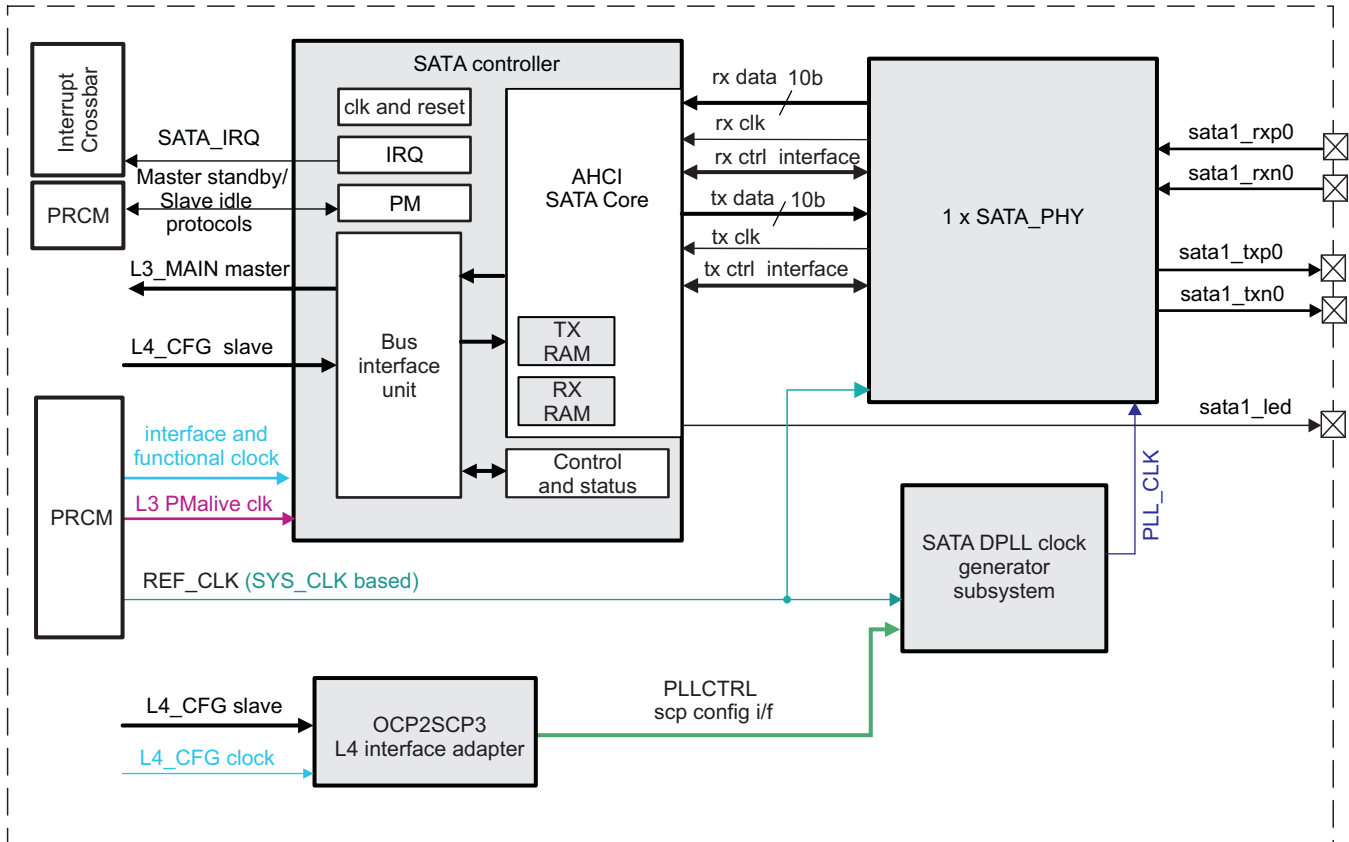 SATA controller
Interrupt
Crossbar
clk and reset
SATA_IRQ
IRQ
PRCM
Master standby/
Slave idle
protocols
PM
L3_MAIN master
L4_CFG slave
Bus
interface
unit
AHCI
SATA Core
TX
RAM
RX
RAM
Control
and status
rx data 10b
rx clk
rx ctrl interface
tx data 10b
tx clk
tx ctrl interface
1 x SATA_PHY
sata1_rxp0
sata1_rxn0
sata1_txp0
sata1_txn0
sata1_led
PRCM
interface and
functional clock
L3 PMalive clk
REF_CLK (SYS_CLK based)
PLL_CLK
SATA DPLL clock
generator
subsystem
L4_CFG slave
L4_CFG clock
OCP2SCP3
L4 interface adapter
PLLCTRL
scp config i/f